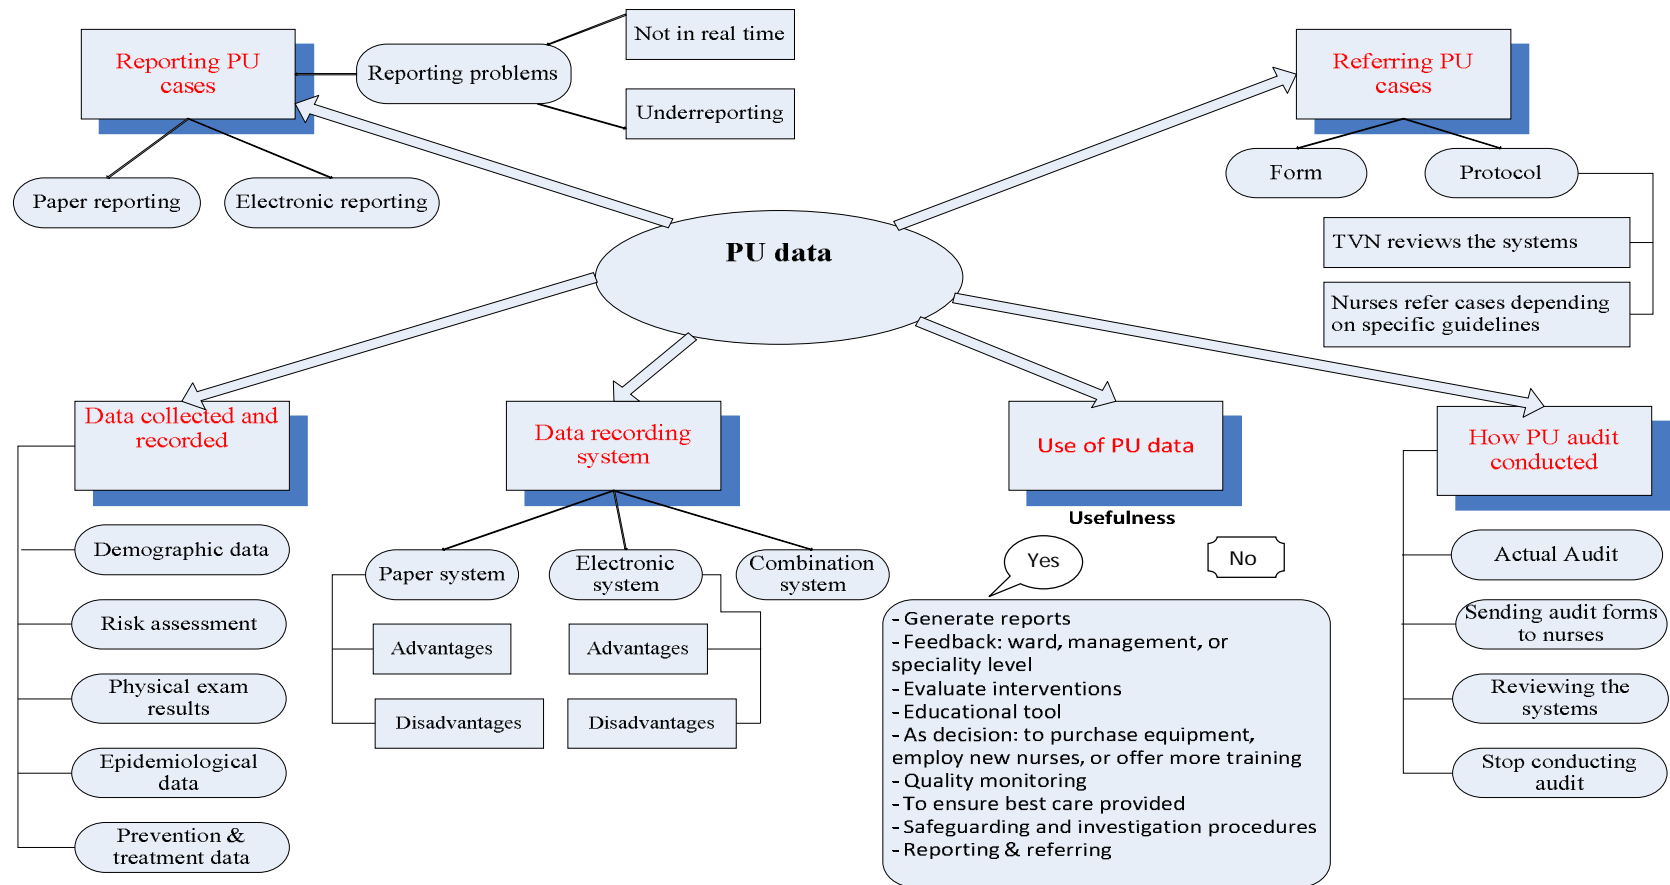 PU data
Reporting PU
cases
Reporting problems
Not in real time
Underreporting
Paper reporting
Electronic reporting
Referring PU
cases
Form
Protocol
TVN reviews the systems
Nurses refer cases depending
on specific guidelines
Data collected and
recorded
Demographic data
Risk assessment
Physical exam
results
Epidemiological
data
Prevention &
treatment data
Data recording
system
Paper system
Advantages
Disadvantages
Electronic
system
Advantages
Disadvantages
Combination
system
Use of PU data
Usefulness
Yes
No
- Generate reports
- Feedback: ward, management, or
speciality level
- Evaluate interventions
- Educational tool
- As decision: to purchase equipment,
employ new nurses, or offer more training
- Quality monitoring
- To ensure best care provided
- Safeguarding and investigation procedures
- Reporting & referring
How PU audit
conducted
Actual Audit
Sending audit forms
to nurses
Reviewing the
systems
Stop conducting
audit